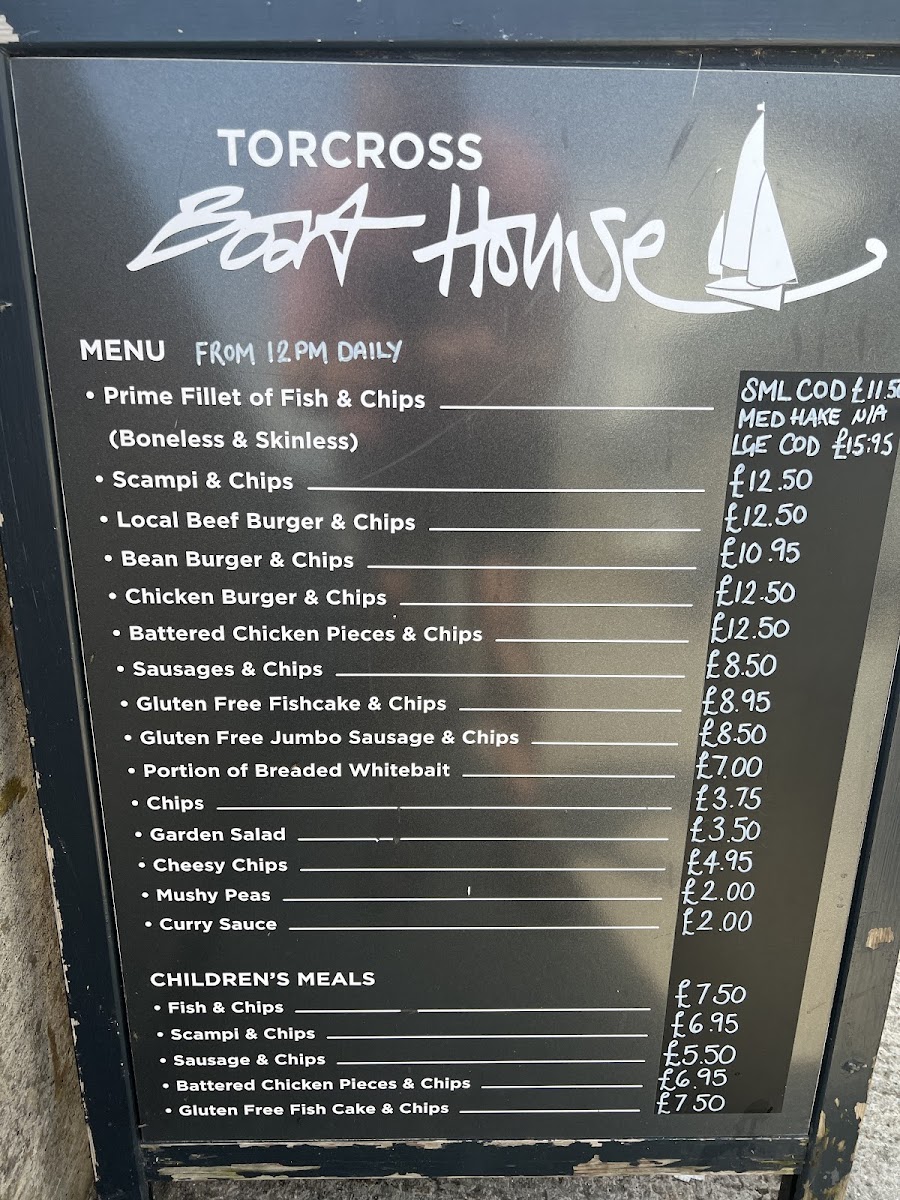 TORCROSS
Boat House
MENU FROM 12PM DAILY
• Prime Fillet of Fish & Chips SML COD £11.50
MED HAKE N/A
(Boneless & Skinless) LGE COD £15.95
• Scampi & Chips £12.50
• Local Beef Burger & Chips £12.50
• Bean Burger & Chips £10.95
• Chicken Burger & Chips £12.50
• Battered Chicken Pieces & Chips £12.50
• Sausages & Chips £8.50
• Gluten Free Fishcake & Chips £8.95
• Gluten Free Jumbo Sausage & Chips £8.50
• Portion of Breaded Whitebait £7.00
• Chips £3.75
• Garden Salad £3.50
• Cheesy Chips £4.95
• Mushy Peas £2.00
• Curry Sauce £2.00
CHILDREN'S MEALS
• Fish & Chips £7.50
• Scampi & Chips £6.95
• Sausage & Chips £5.50
• Battered Chicken Pieces & Chips £6.95
• Gluten Free Fish Cake & Chips £7.50